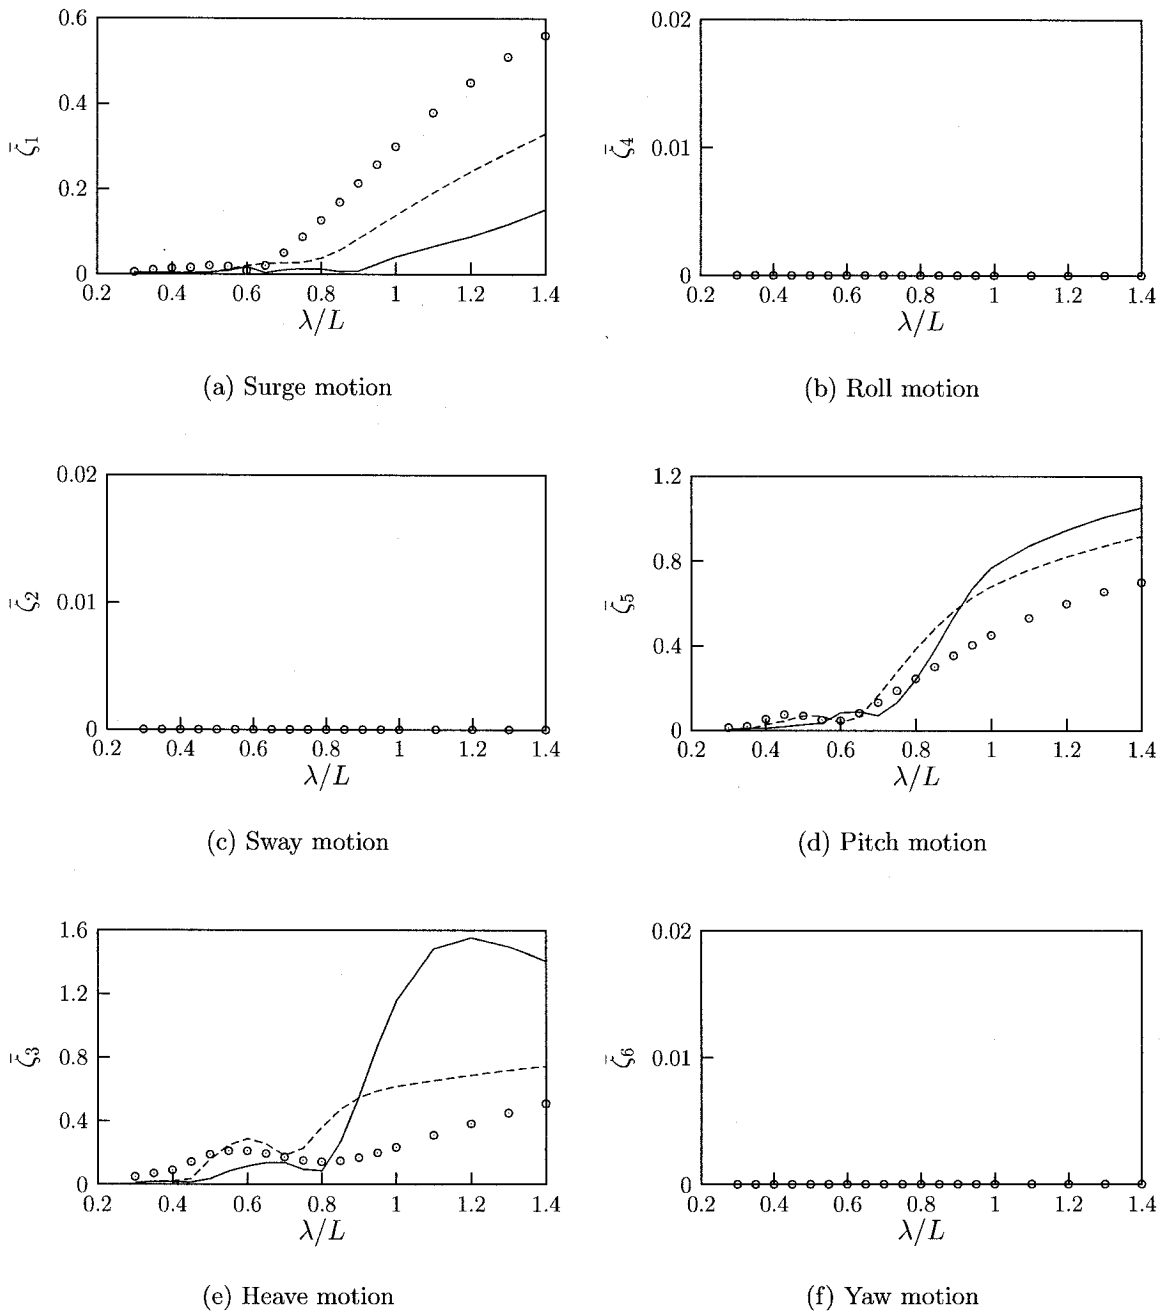 0.6
0.4
0.2
0
ζ̄₁
0.2 0.4 0.6 0.8 1 1.2 1.4
λ/L
(a) Surge motion
0.02
0.01
0
ζ̄₄
0.2 0.4 0.6 0.8 1 1.2 1.4
λ/L
(b) Roll motion
0.02
0.01
0
ζ̄₂
0.2 0.4 0.6 0.8 1 1.2 1.4
λ/L
(c) Sway motion
1.2
0.8
0.4
0
ζ̄₅
0.2 0.4 0.6 0.8 1 1.2 1.4
λ/L
(d) Pitch motion
1.6
1.2
0.8
0.4
0
ζ̄₃
0.2 0.4 0.6 0.8 1 1.2 1.4
λ/L
(e) Heave motion
0.02
0.01
0
ζ̄₆
0.2 0.4 0.6 0.8 1 1.2 1.4
λ/L
(f) Yaw motion